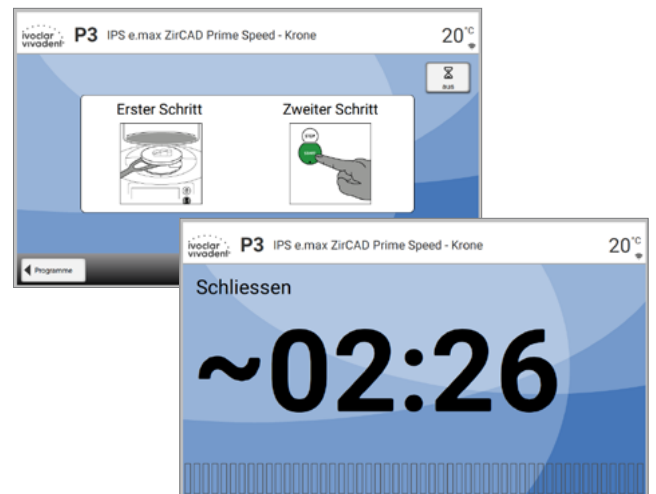 ivoclar vivadent P3 IPS e.max ZirCAD Prime Speed - Krone 20°C
aus
Erster Schritt Zweiter Schritt
STOP
START
Programme
ivoclar vivadent P3 IPS e.max ZirCAD Prime Speed - Krone 20°C
Schliessen
~02:26